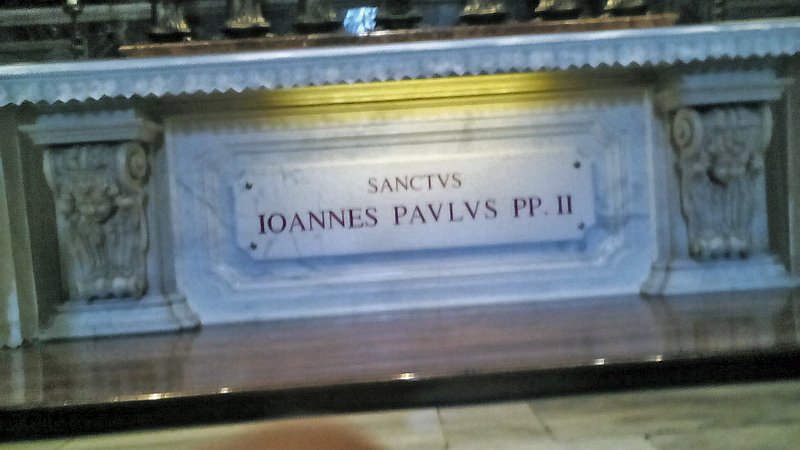 SANCTVS
IOANNES PAVLVS PP. II